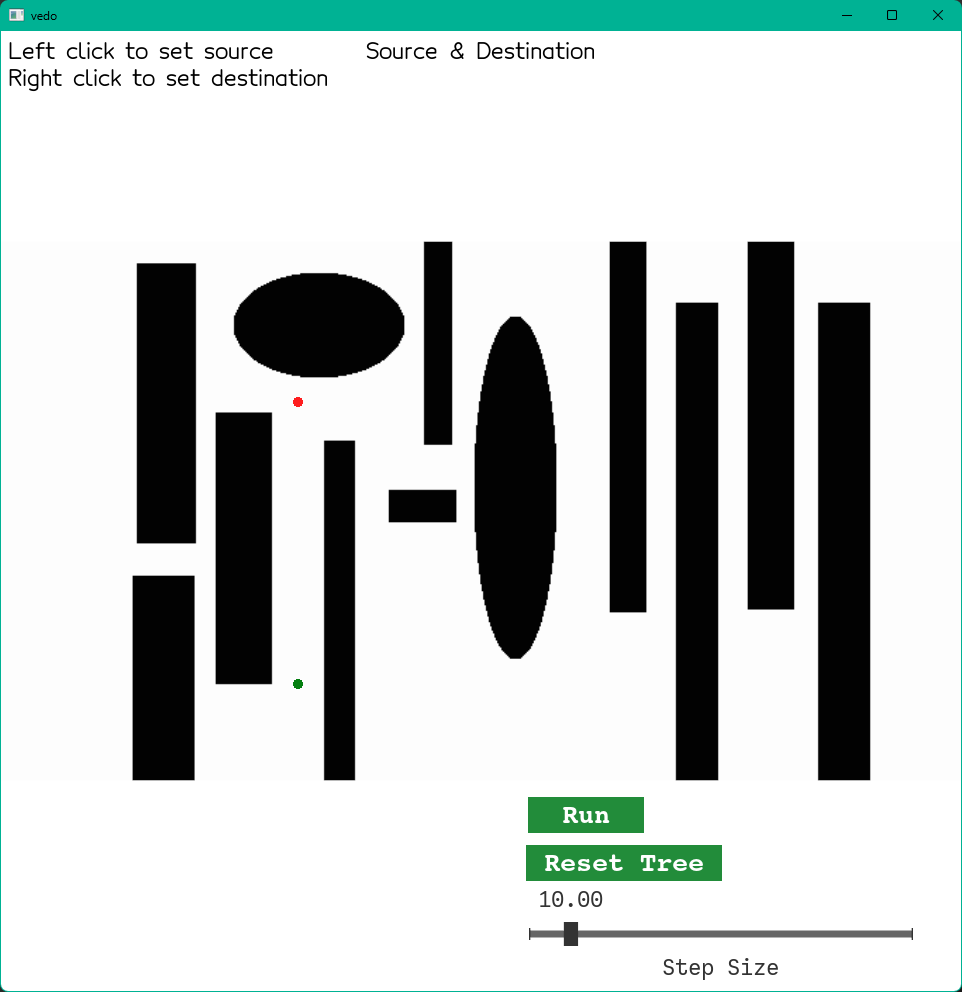 vedo
Left click to set source
Right click to set destination
Source & Destination
Run
Reset Tree
10.00
Step Size